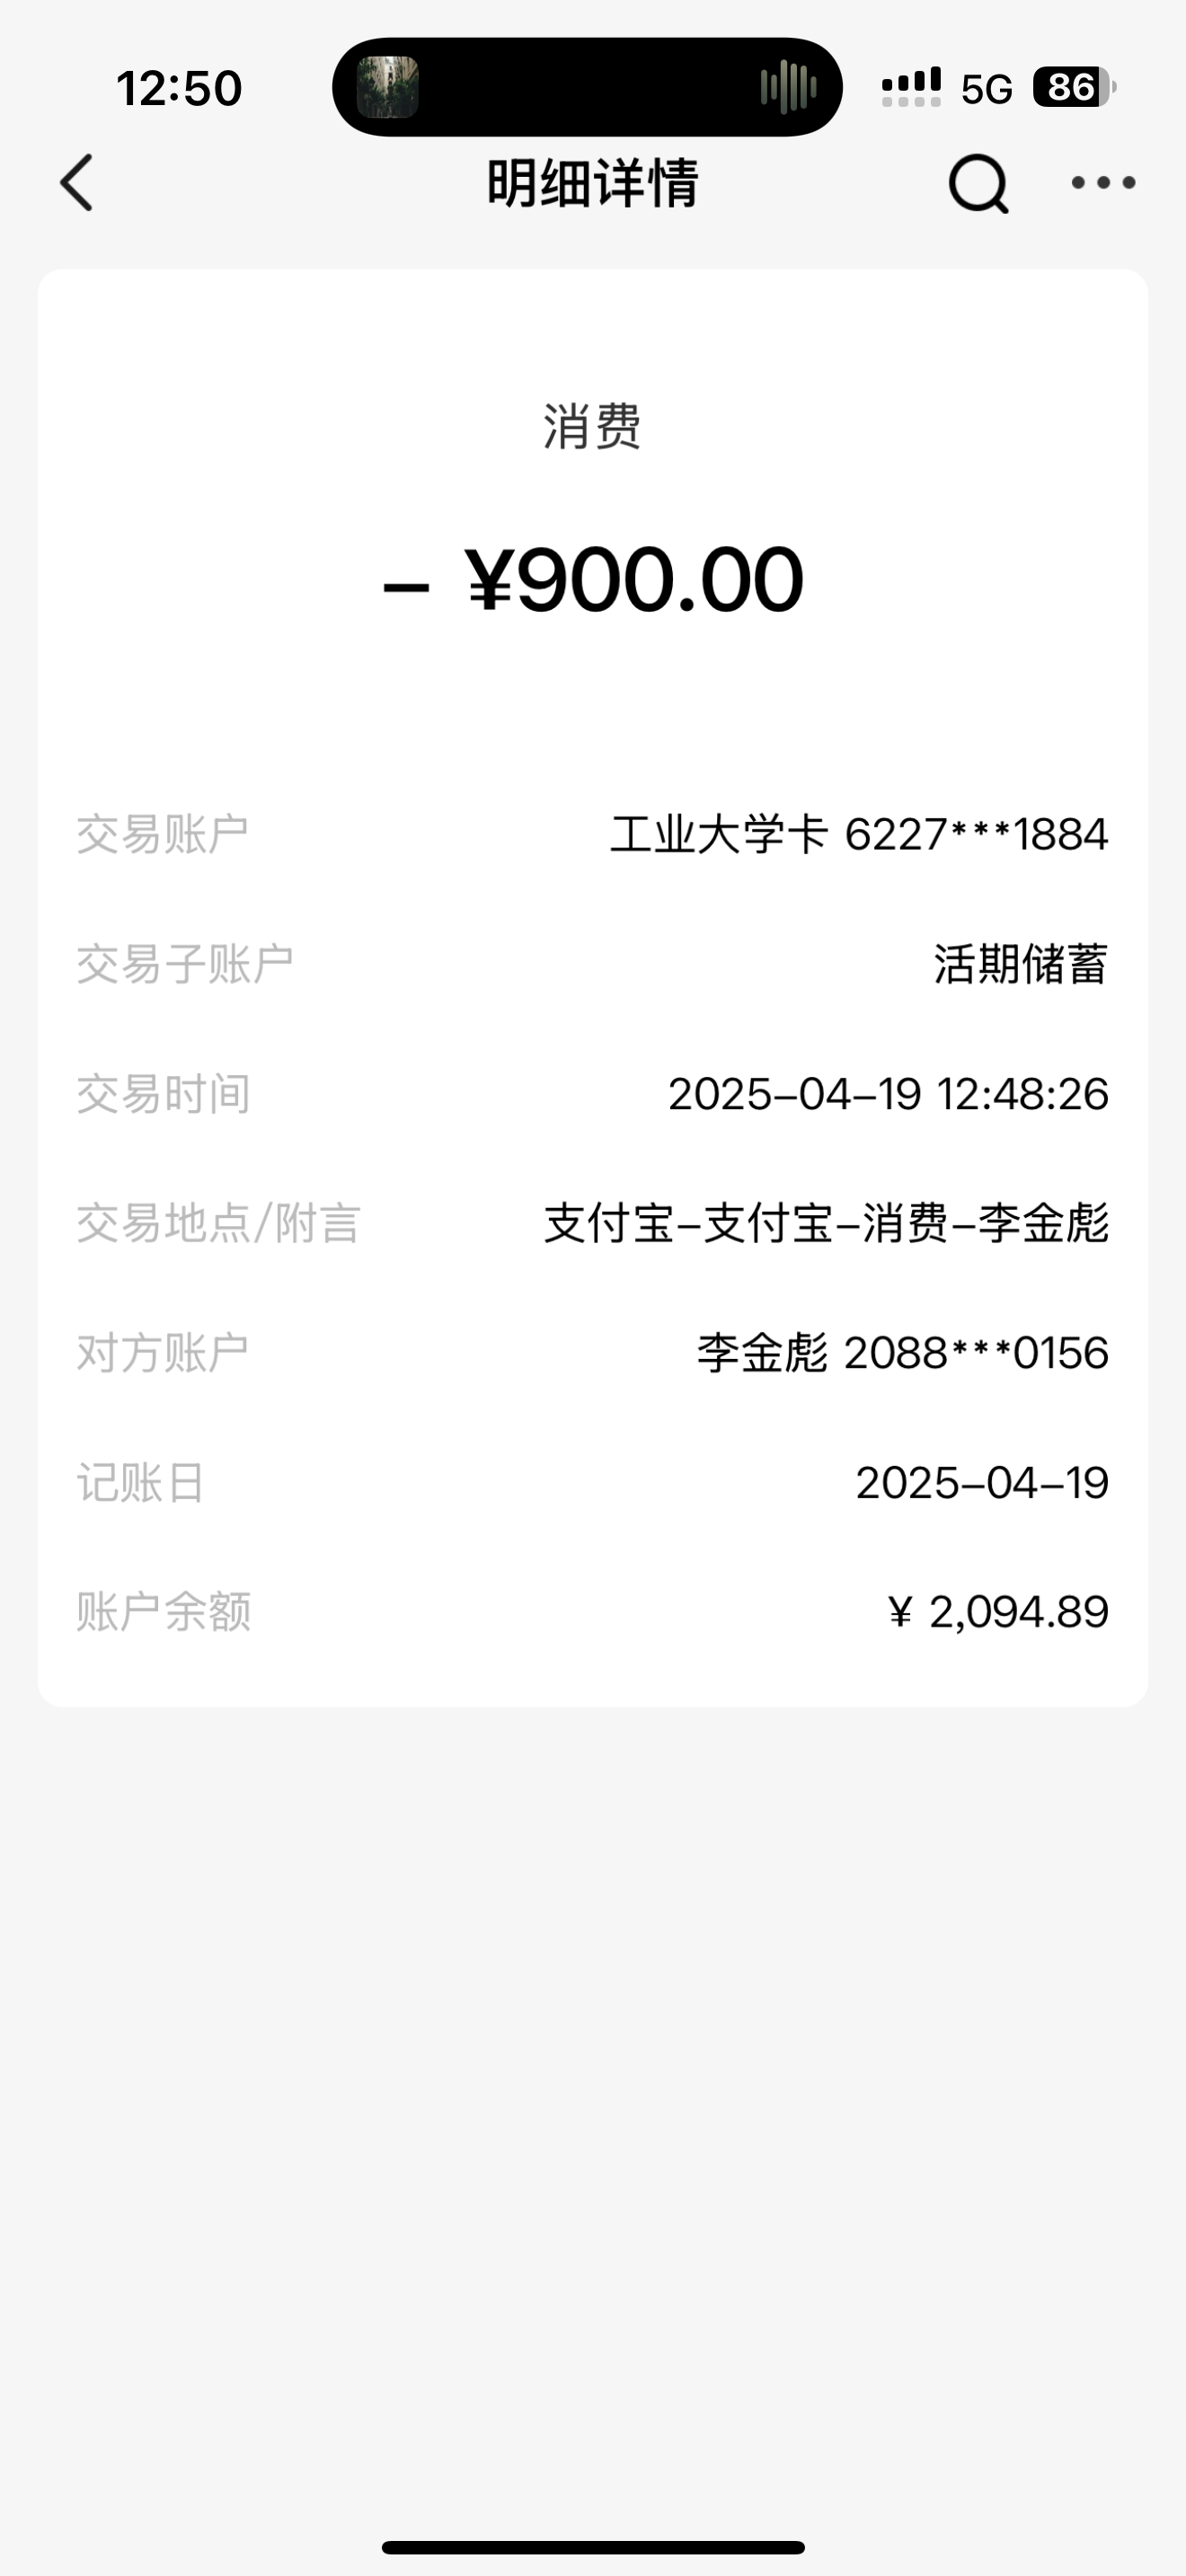 12:50 5G 86
明细详情
消费
– ¥900.00
交易账户 工业大学卡 6227***1884
交易子账户 活期储蓄
交易时间 2025–04–19 12:48:26
交易地点/附言 支付宝–支付宝–消费–李金彪
对方账户 李金彪 2088***0156
记账日 2025–04–19
账户余额 ¥ 2,094.89